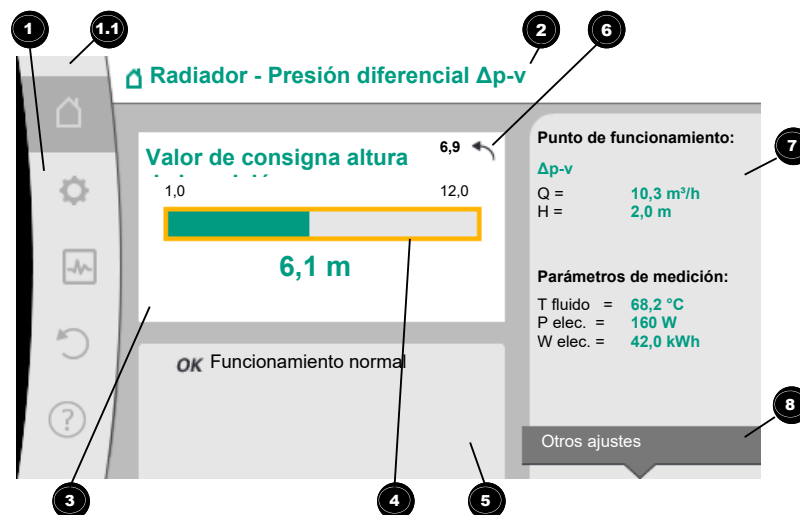 1
1.1
2
6
Radiador - Presión diferencial Δp-v
Valor de consigna altura
6,9
1,0
12,0
6,1 m
Punto de funcionamiento:
7
Δp-v
Q = 10,3 m³/h
H = 2,0 m
Parámetros de medición:
T fluido = 68,2 °C
P elec. = 160 W
W elec. = 42,0 kWh
OK Funcionamiento normal
?
8
Otros ajustes
3
4
5